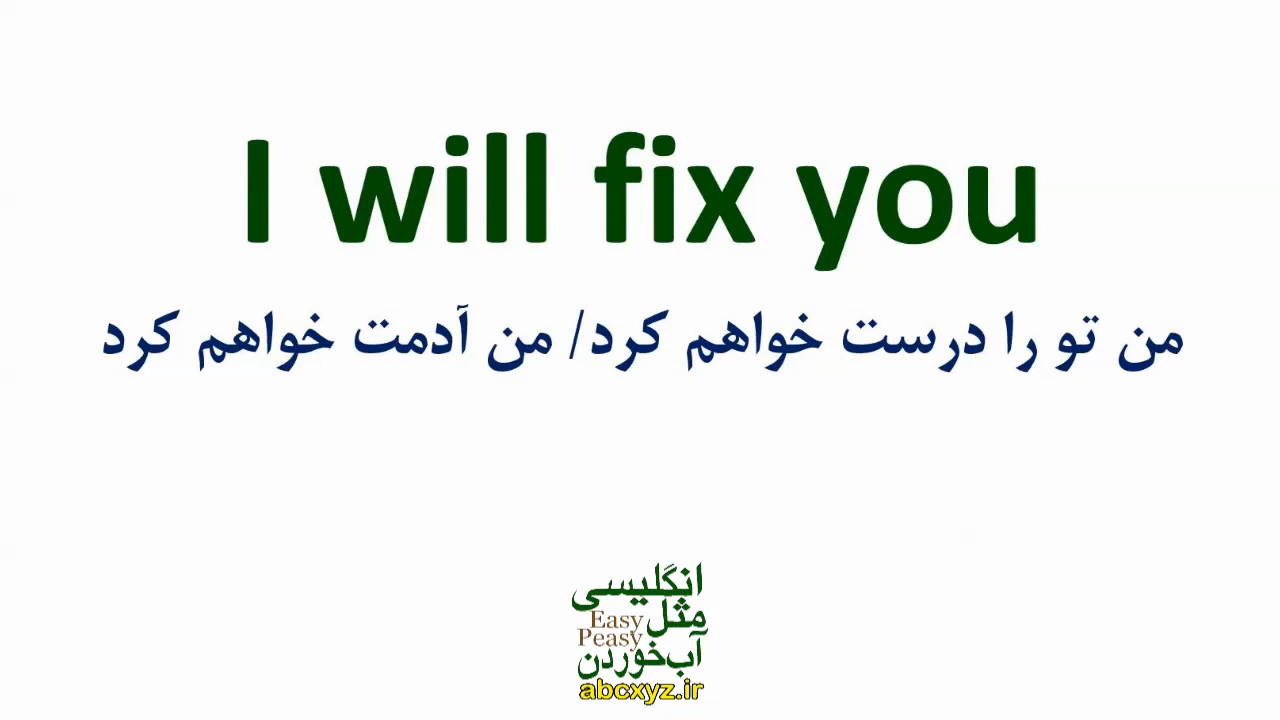 I will fix you
من تو را درست خواهم کرد/ من آدمت خواهم کرد
انگلیسی
مثل
Easy
Peasy
آب‌خوردن
abcxyz.ir